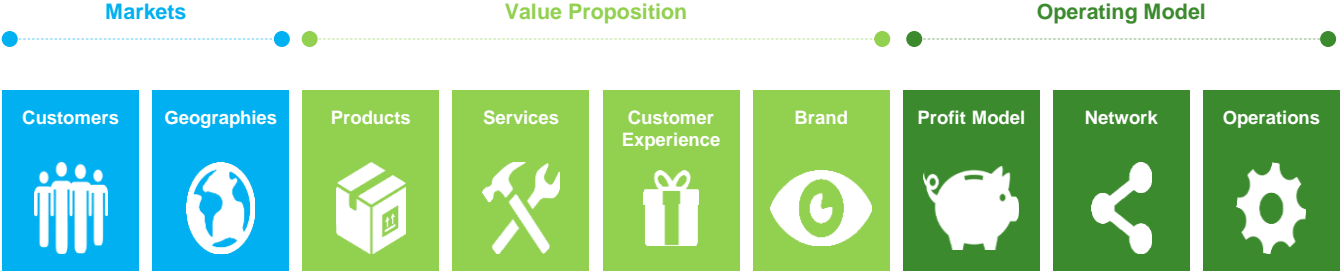 Markets
Value Proposition
Operating Model
Customers
Geographies
Products
Services
Customer
Experience
Brand
Profit Model
Network
Operations